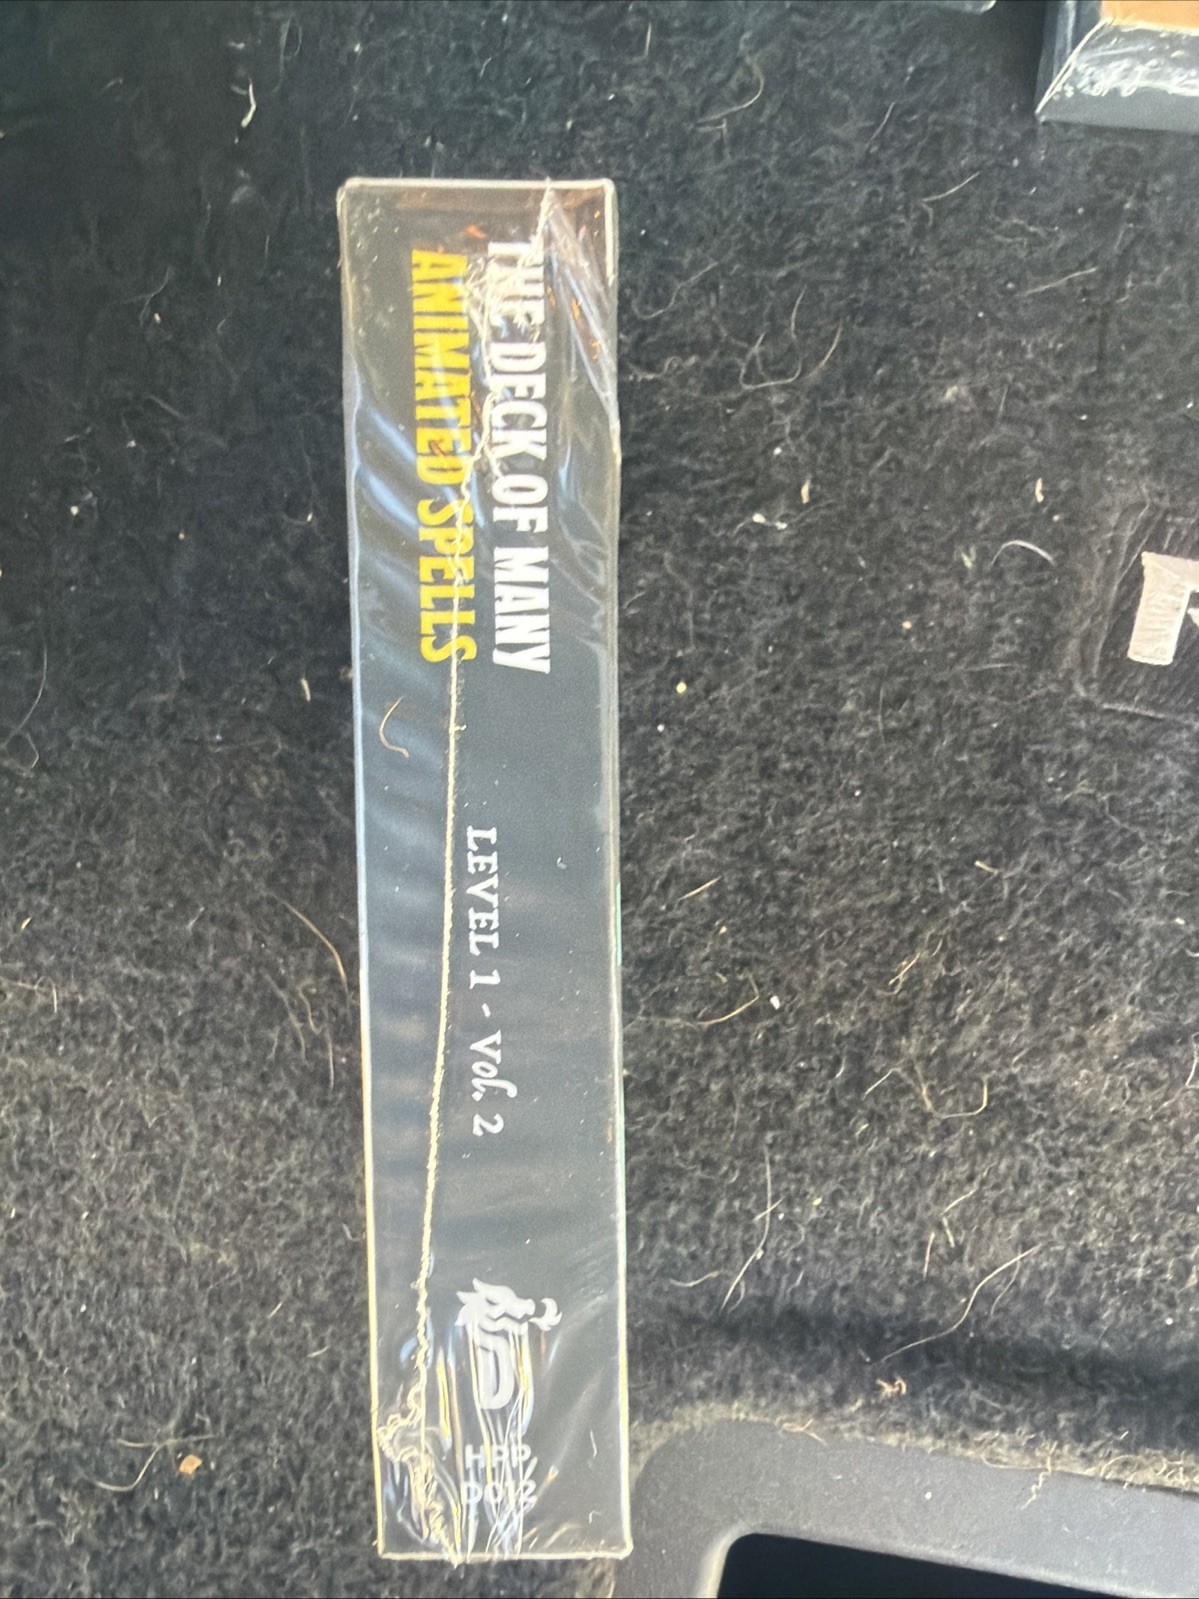 THE DECK OF MANY
ANIMATED SPELLS
LEVEL 1 - Vol. 2